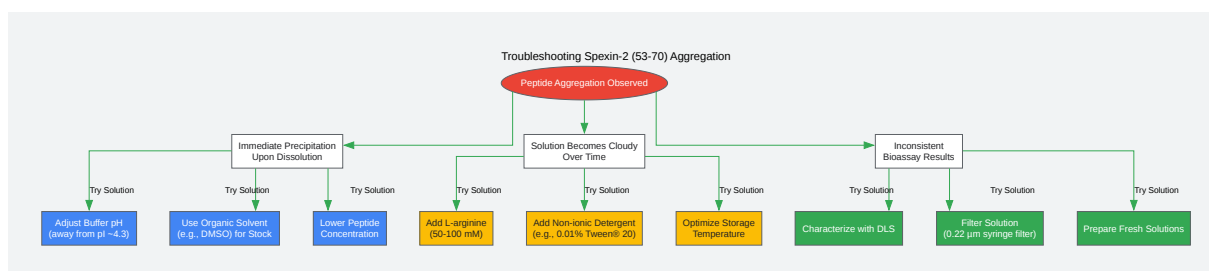 Troubleshooting Spexin-2 (53-70) Aggregation
Peptide Aggregation Observed
Immediate Precipitation
Upon Dissolution
Solution Becomes Cloudy
Over Time
Inconsistent
Bioassay Results
Try Solution
Try Solution
Try Solution
Try Solution
Try Solution
Try Solution
Try Solution
Try Solution
Try Solution
Adjust Buffer pH
(away from pI ~4.3)
Use Organic Solvent
(e.g., DMSO) for Stock
Lower Peptide
Concentration
Add L-arginine
(50-100 mM)
Add Non-ionic Detergent
(e.g., 0.01% Tween® 20)
Optimize Storage
Temperature
Characterize with DLS
Filter Solution
(0.22 µm syringe filter)
Prepare Fresh Solutions